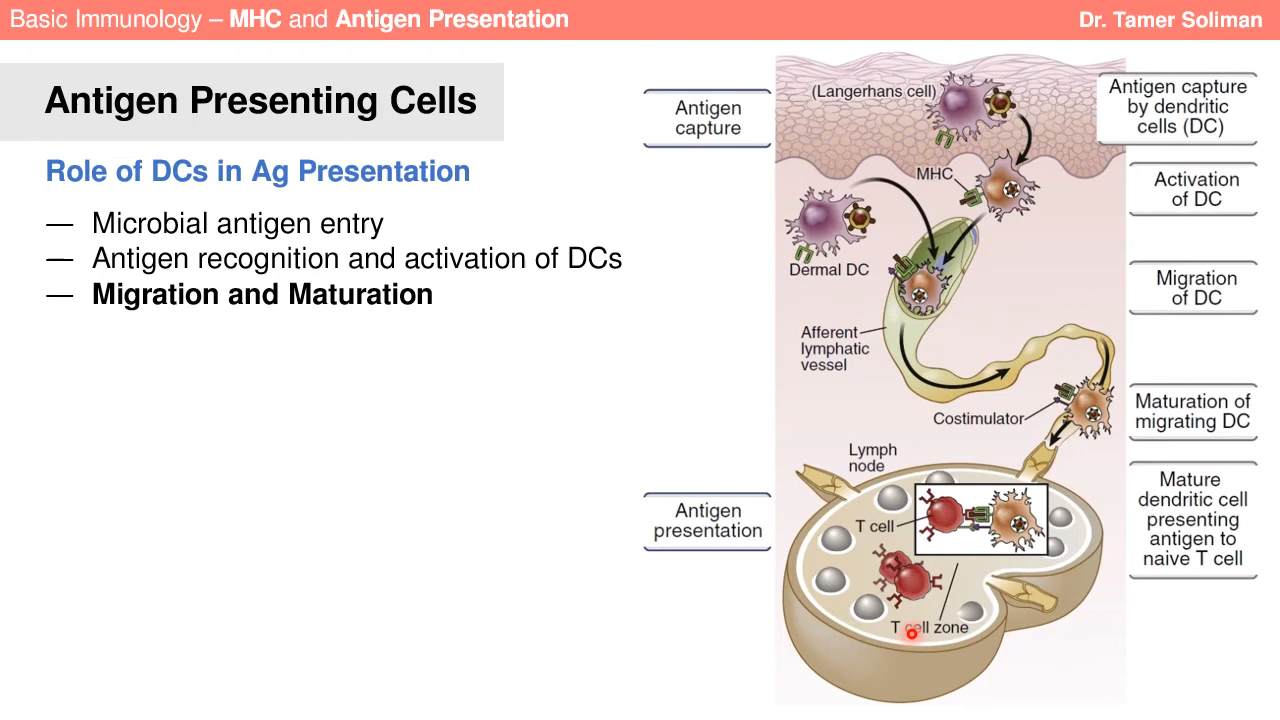 Basic Immunology – MHC and Antigen Presentation
Dr. Tamer Soliman
Antigen Presenting Cells
Role of DCs in Ag Presentation
— Microbial antigen entry
— Antigen recognition and activation of DCs
— Migration and Maturation
Antigen
capture
(Langerhans cell)
Antigen capture
by dendritic
cells (DC)
MHC
Activation
of DC
Dermal DC
Migration
of DC
Afferent
lymphatic
vessel
Costimulator
Maturation of
migrating DC
Lymph
node
Antigen
presentation
T cell
Mature
dendritic cell
presenting
antigen to
naive T cell
T cell zone